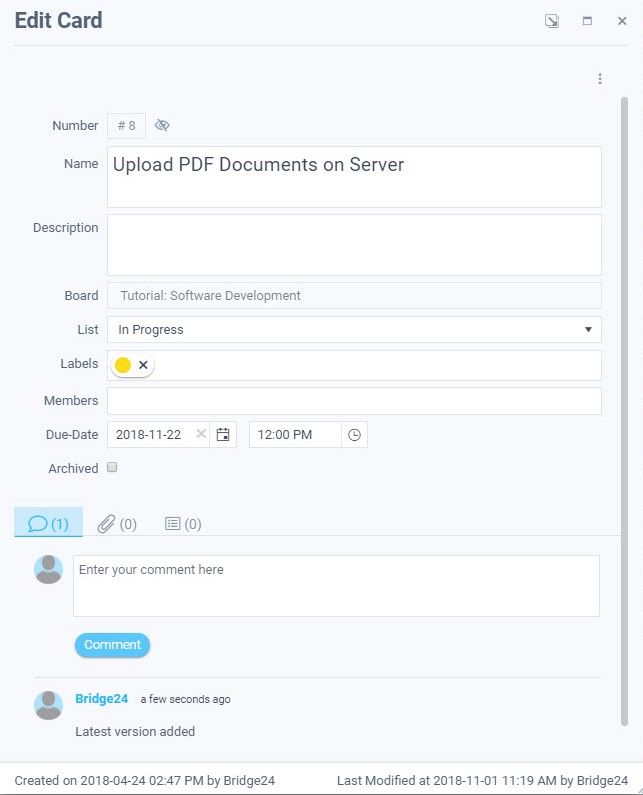 Edit Card
Number # 8
Name Upload PDF Documents on Server
Description
Board Tutorial: Software Development
List In Progress
Labels
Members
Due-Date 2018-11-22 12:00 PM
Archived
(1) (0) (0)
Enter your comment here
Comment
Bridge24 a few seconds ago
Latest version added
Created on 2018-04-24 02:47 PM by Bridge24 Last Modified at 2018-11-01 11:19 AM by Bridge24